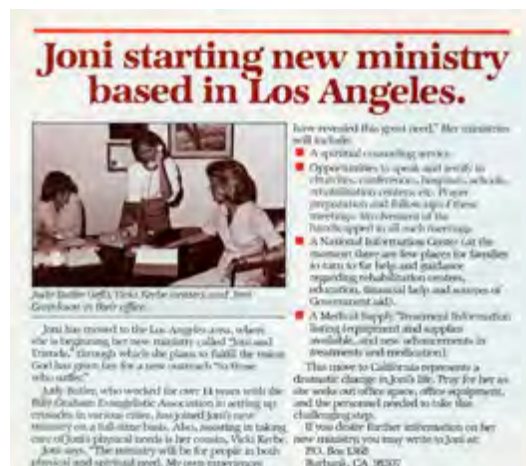 Joni starting new ministry
based in Los Angeles.
Judy Butler (left), Vicki Kerbe (center), and Joni
Eareckson in their office.
Joni has moved to the Los Angeles area, where
she is beginning her new ministry called "Joni and
Friends," through which she plans to fulfill the vision
God has given her for a new outreach "to those
who suffer."
Judy Butler, who worked for over 14 years with the
Billy Graham Evangelistic Association in setting up
crusades in various cities, has joined Joni's new
ministry on a full-time basis. Also, assisting in taking
care of Joni's physical needs is her cousin, Vicki Kerbe.
Joni says, "The ministry will be for people in both
physical and spiritual need. My own experiences
have revealed this great need." Her ministries
will include:
A spiritual counseling service.
Opportunities to speak and testify in
churches, conferences, hospitals, schools,
rehabilitation centers, etc. Prayer
preparation and follow-up of these
meetings. Involvement of the
handicapped in all such meetings.
A National Information Center (at the
moment there are few places for families
to turn to for help and guidance
regarding rehabilitation centers,
education, financial help and sources of
Government aid).
A Medical Supply/Treatment Information
listing (equipment and supplies
available, and new advancements in
treatments and medication).
This move to California represents a
dramatic change in Joni's life. Pray for her as
she seeks out office space, office equipment,
and the personnel needed to take this
challenging step.
If you desire further information on her
new ministry you may write to Joni at:
P.O. Box 1368
Burbank, CA 91507